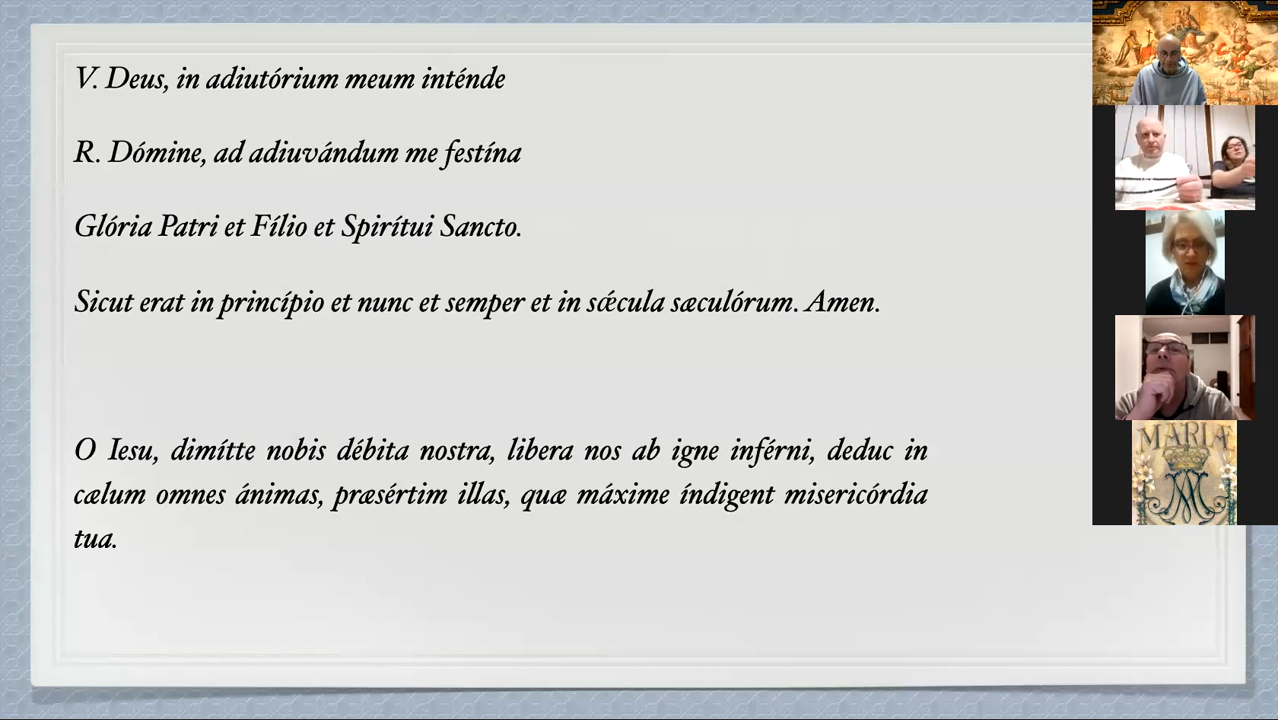 V. Deus, in adiutórium meum inténde
R. Dómine, ad adiuvándum me festína
Glória Patri et Fílio et Spirítui Sancto.
Sicut erat in princípio et nunc et semper et in sǽcula sæculórum. Amen.
O Iesu, dimítte nobis débita nostra, libera nos ab igne inférni, deduc in
cælum omnes ánimas, præsértim illas, quæ máxime índigent misericórdia
tua.
MARIA